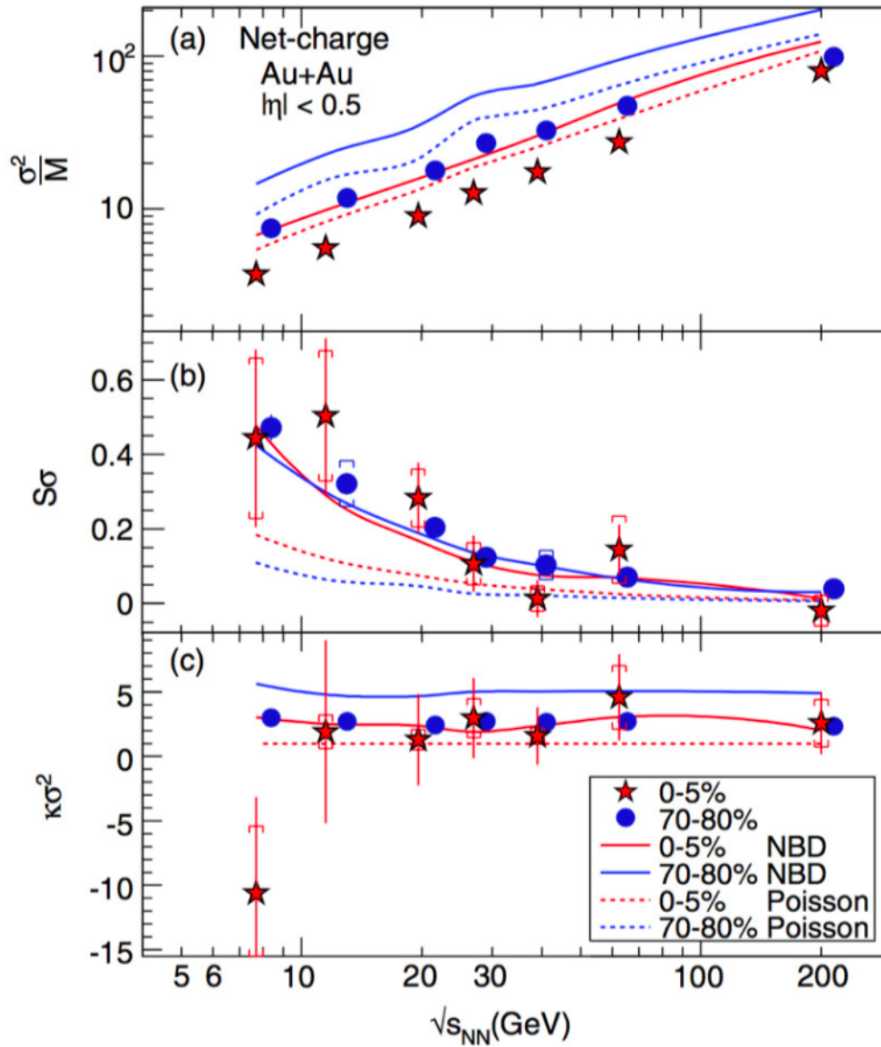 (a) Net-charge
Au+Au
|η| < 0.5
10²
10
σ²/M
(b)
0.6
0.4
0.2
0
Sσ
(c)
5
0
-5
-10
-15
κσ²
0-5%
70-80%
0-5% NBD
70-80% NBD
0-5% Poisson
70-80% Poisson
5 6 10 20 30 100 200
√sNN(GeV)